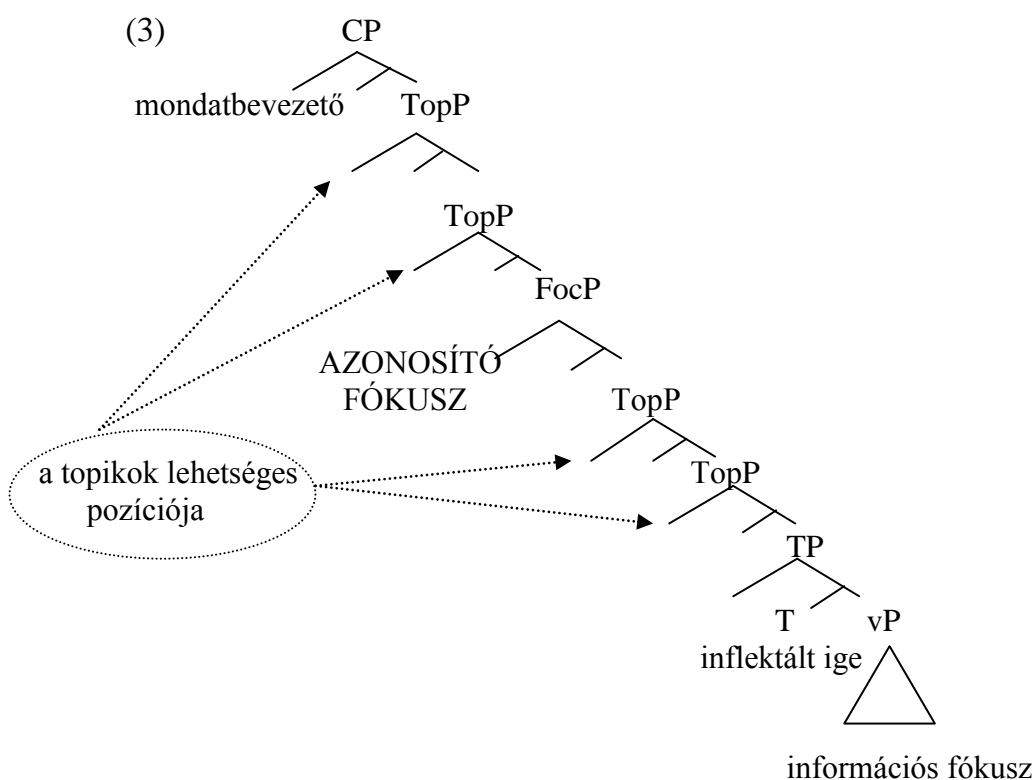 (3)
CP
mondatbevezető
TopP
TopP
FocP
AZONOSÍTÓ
FÓKUSZ
TopP
a topikok lehetséges
pozíciója
TopP
TP
T
vP
inflektált ige
információs fókusz